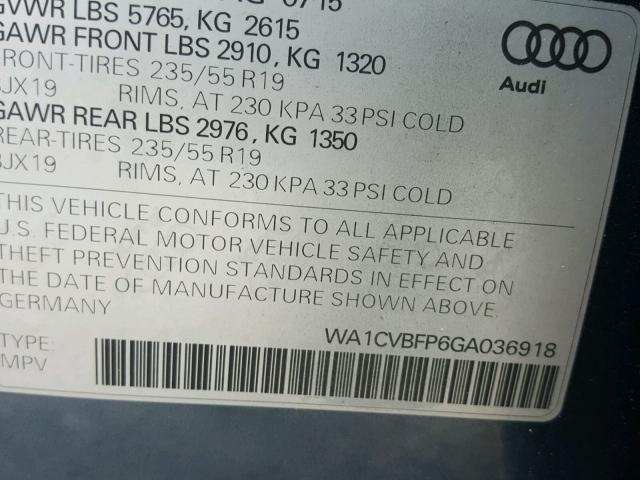 GVWR LBS 5765, KG 2615
GAWR FRONT LBS 2910, KG 1320
FRONT-TIRES 235/55 R19
8JX19 RIMS, AT 230 KPA 33 PSI COLD
GAWR REAR LBS 2976, KG 1350
REAR-TIRES 235/55 R19
8JX19 RIMS, AT 230 KPA 33 PSI COLD
Audi
THIS VEHICLE CONFORMS TO ALL APPLICABLE
U.S. FEDERAL MOTOR VEHICLE SAFETY AND
THEFT PREVENTION STANDARDS IN EFFECT ON
THE DATE OF MANUFACTURE SHOWN ABOVE.
GERMANY
WA1CVBFP6GA036918
TYPE:
MPV